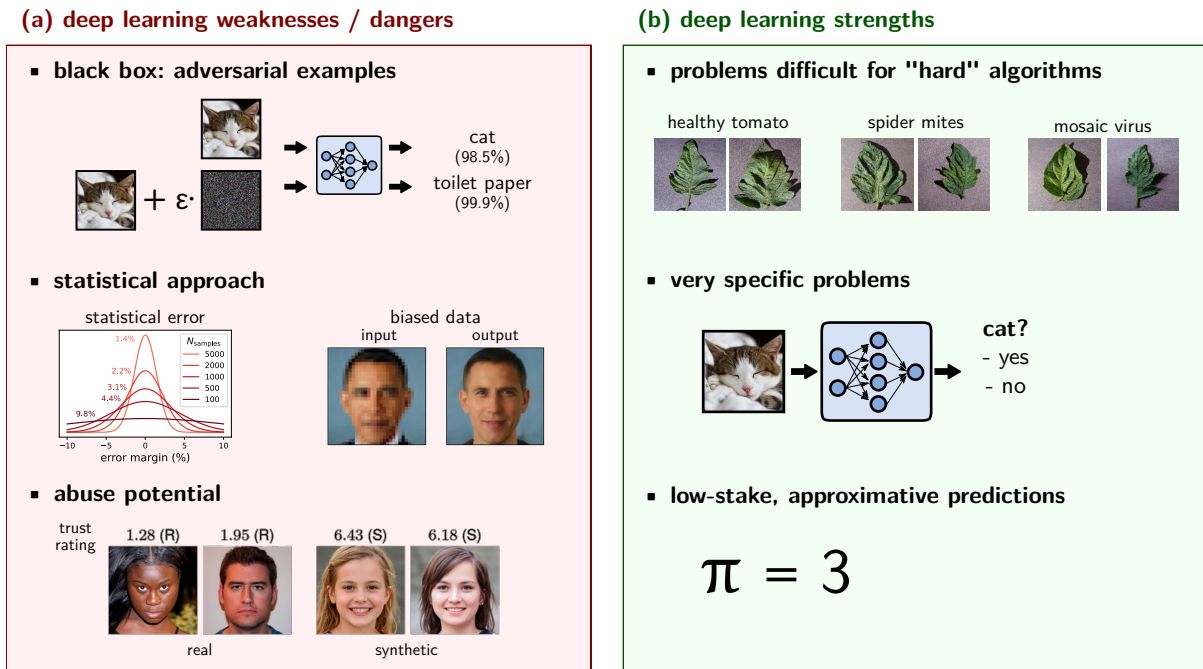 (a) deep learning weaknesses / dangers
▪ black box: adversarial examples
cat
(98.5%)
toilet paper
(99.9%)
+ ε·
▪ statistical approach
statistical error
1.4%
2.2%
3.1%
4.4%
9.8%
Nsamples
5000
2000
1000
500
100
−10 −5 0 5 10
error margin (%)
biased data
input output
▪ abuse potential
trust
rating
1.28 (R) 1.95 (R) 6.43 (S) 6.18 (S)
real synthetic
(b) deep learning strengths
▪ problems difficult for "hard" algorithms
healthy tomato spider mites mosaic virus
▪ very specific problems
cat?
- yes
- no
▪ low-stake, approximative predictions
π = 3